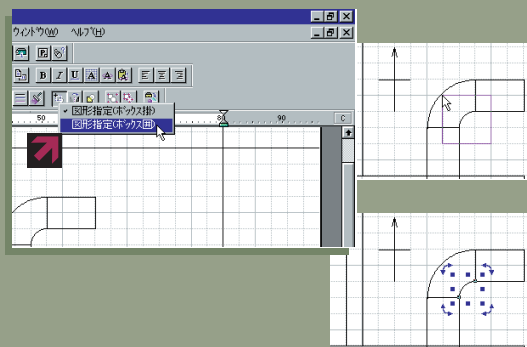 ウィンドウ(W) ヘルプ(H)
B I U A A
✓ 図形指定(ボックス掛)
図形指定(ボックス囲)
50 80 90 C